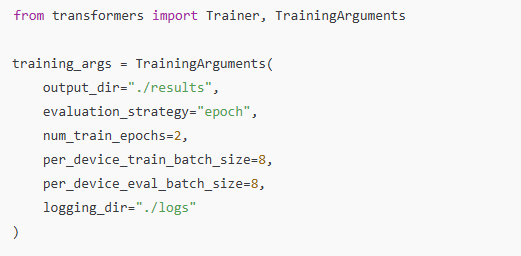 from transformers import Trainer, TrainingArguments

training_args = TrainingArguments(
    output_dir="./results",
    evaluation_strategy="epoch",
    num_train_epochs=2,
    per_device_train_batch_size=8,
    per_device_eval_batch_size=8,
    logging_dir="./logs"
)